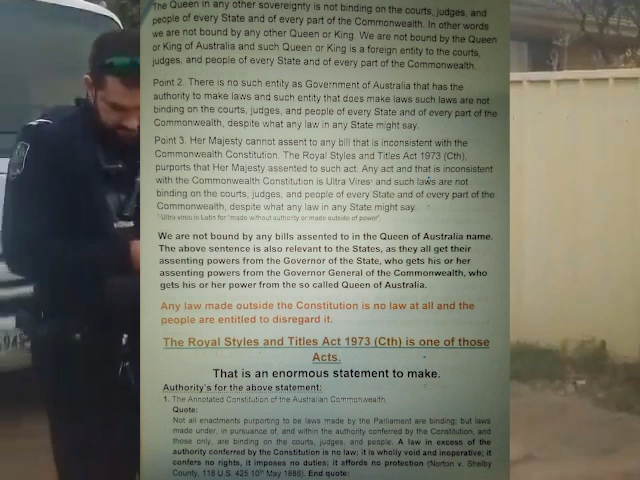 The Queen in any other sovereignty is not binding on the courts, judges, and
people of every State and of every part of the Commonwealth. In other words
we are not bound by any other Queen or King. We are not bound by the Queen
or King of Australia and such Queen or King is a foreign entity to the courts,
judges, and people of every State and of every part of the Commonwealth.
Point 2. There is no such entity as Government of Australia that has the
authority to make laws and such entity that does make laws such laws are not
binding on the courts, judges, and people of every State and of every part of the
Commonwealth, despite what any law in any State might say.
Point 3. Her Majesty cannot assent to any bill that is inconsistent with the
Commonwealth Constitution. The Royal Styles and Titles Act 1973 (Cth),
purports that Her Majesty assented to such act. Any act and that is inconsistent
with the Commonwealth Constitution is Ultra Vires¹ and such laws are not
binding on the courts, judges, and people of every State and of every part of the
Commonwealth, despite what any law in any State might say.
¹ Ultra vires is Latin for "made without authority or made outside of power".
We are not bound by any bills assented to in the Queen of Australia name.
The above sentence is also relevant to the States, as they all get their
assenting powers from the Governor of the State, who gets his or her
assenting powers from the Governor General of the Commonwealth, who
gets his or her power from the so called Queen of Australia.
Any law made outside the Constitution is no law at all and the
people are entitled to disregard it.
The Royal Styles and Titles Act 1973 (Cth) is one of those
Acts.
That is an enormous statement to make.
Authority's for the above statement:
1. The Annotated Constitution of the Australian Commonwealth.
Quote:
Not all enactments purporting to be laws made by the Parliament are binding; but laws
made under, in pursuance of, and within the authority conferred by the Constitution, and
those only, are binding on the courts, judges, and people. A law in excess of the
authority conferred by the Constitution is no law; it is wholly void and inoperative; it
confers no rights, it imposes no duties; it affords no protection (Norton v. Shelby
County, 118 U.S. 425 10th May 1886). End quote: